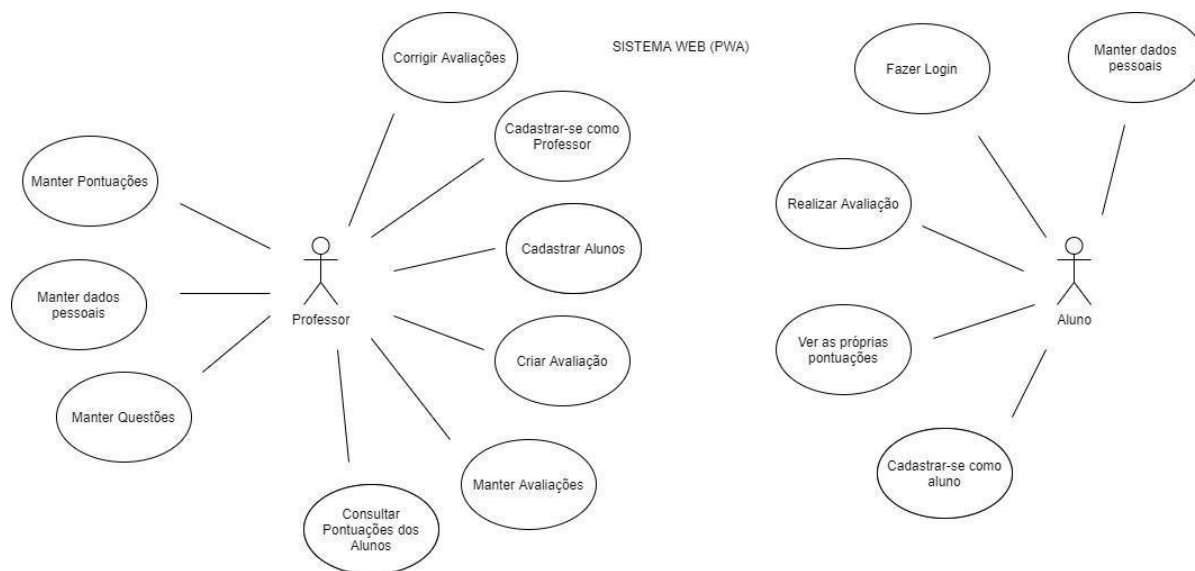 SISTEMA WEB (PWA)
Corrigir Avaliações
Cadastrar-se como
Professor
Manter Pontuações
Cadastrar Alunos
Manter dados
pessoais
Professor
Criar Avaliação
Manter Questões
Manter Avaliações
Consultar
Pontuações dos
Alunos
Fazer Login
Manter dados
pessoais
Realizar Avaliação
Aluno
Ver as próprias
pontuações
Cadastrar-se como
aluno